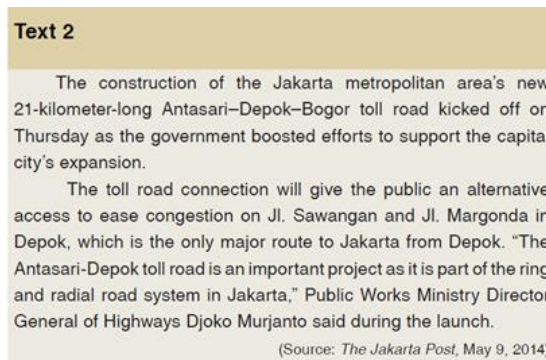 Text 2
The construction of the Jakarta metropolitan area's new
21-kilometer-long Antasari–Depok–Bogor toll road kicked off on
Thursday as the government boosted efforts to support the capital
city's expansion.
The toll road connection will give the public an alternative
access to ease congestion on Jl. Sawangan and Jl. Margonda in
Depok, which is the only major route to Jakarta from Depok. “The
Antasari-Depok toll road is an important project as it is part of the ring
and radial road system in Jakarta,” Public Works Ministry Director
General of Highways Djoko Murjanto said during the launch.
(Source: The Jakarta Post, May 9, 2014)